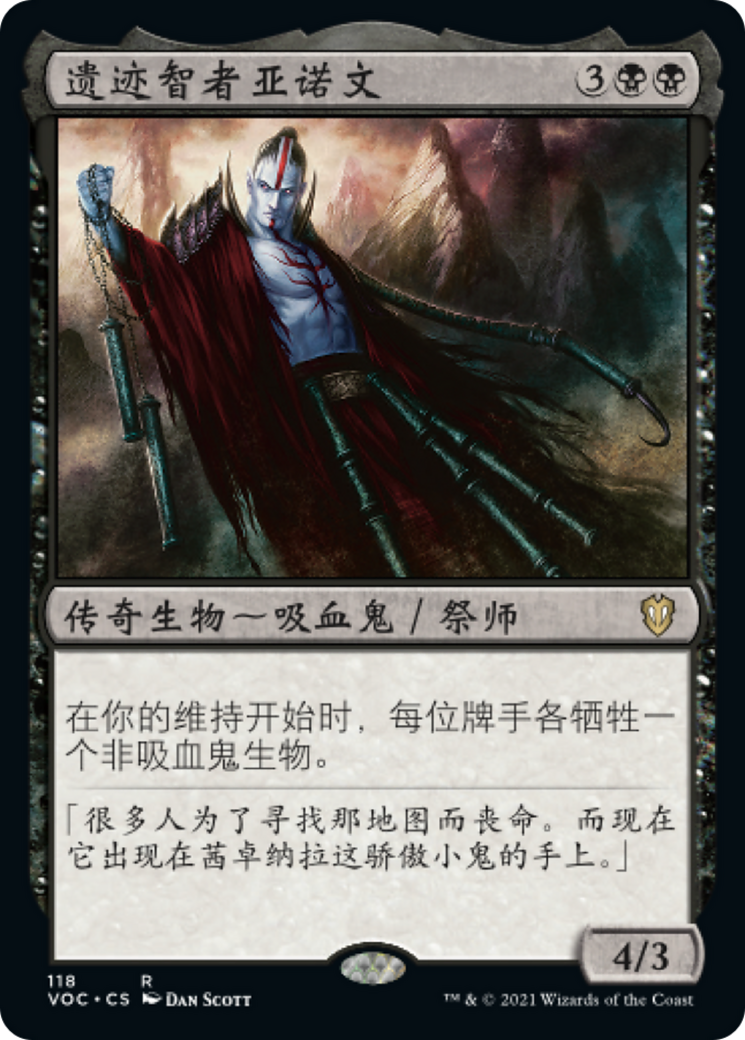 遗迹智者亚诺文 3
传奇生物～吸血鬼／祭师
在你的维持开始时，每位牌手各牺牲一
个非吸血鬼生物。
「很多人为了寻找那地图而丧命。而现在
它出现在茜卓纳拉这骄傲小鬼的手上。」
4/3
118 R
VOC • CS Dan Scott
™ & © 2021 Wizards of the Coast